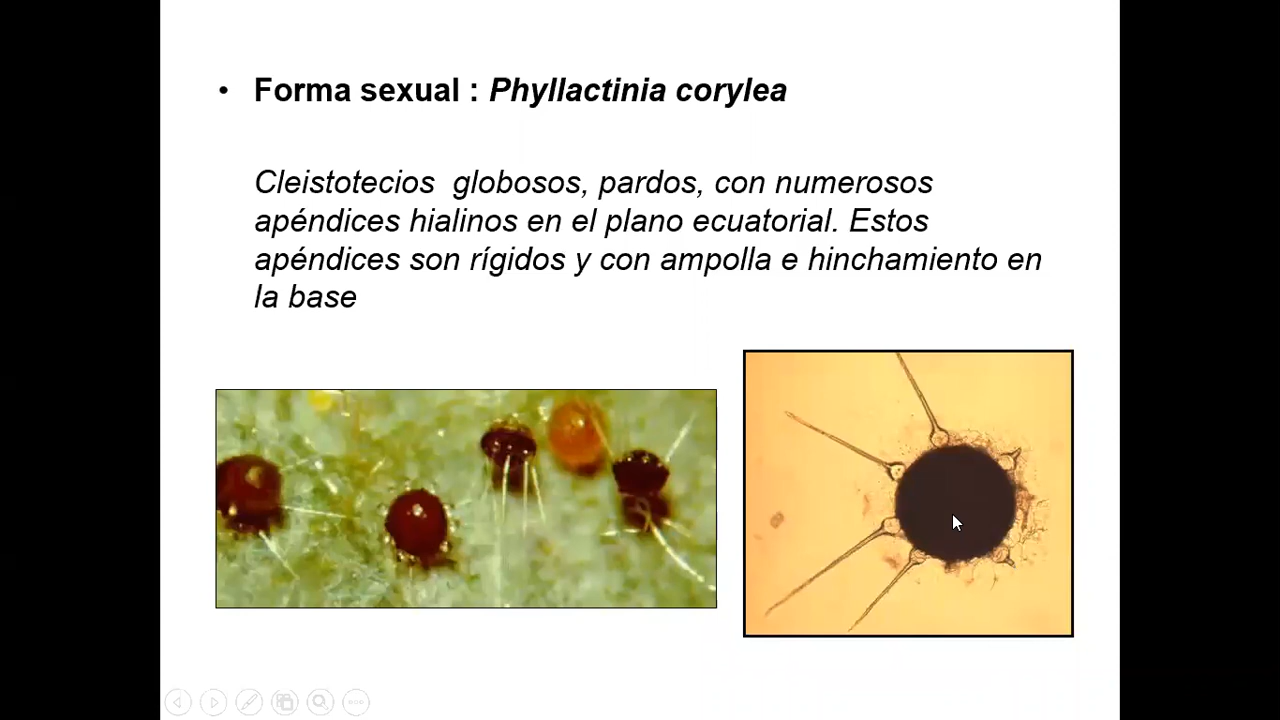 • Forma sexual : Phyllactinia corylea
Cleistotecios globosos, pardos, con numerosos
apéndices hialinos en el plano ecuatorial. Estos
apéndices son rígidos y con ampolla e hinchamiento en
la base